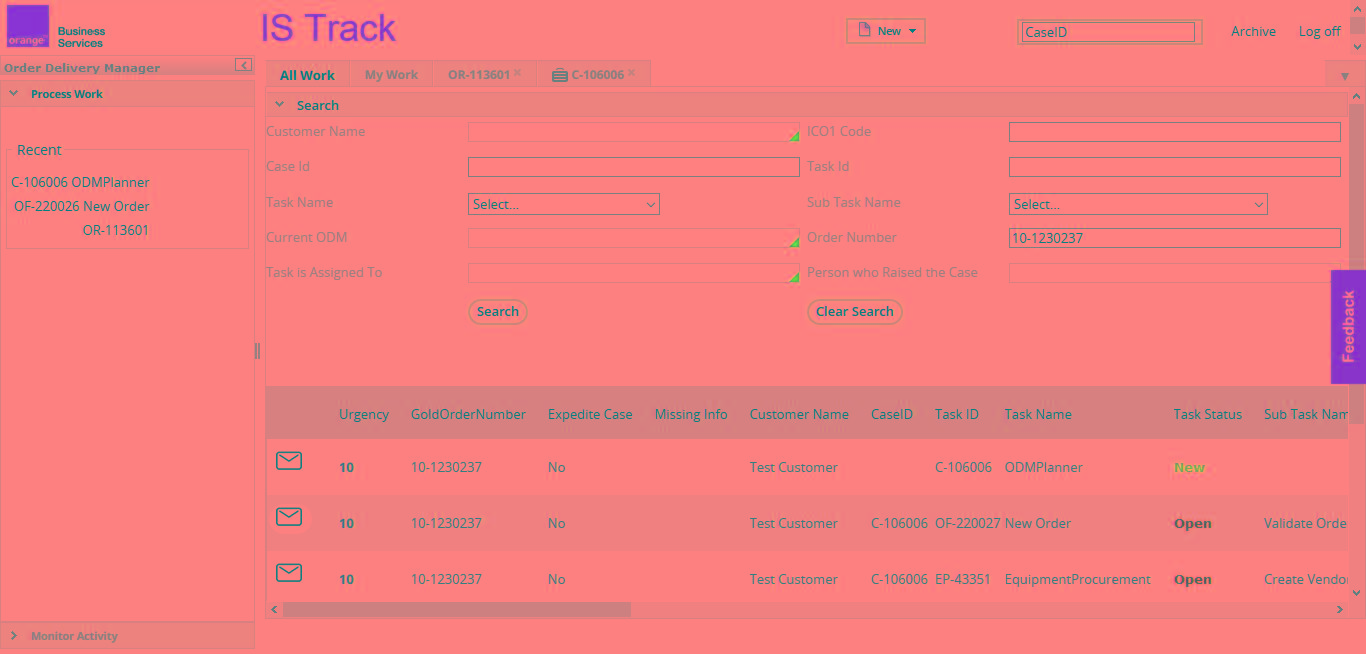 orange™
Business
Services
IS Track
New
CaseID
Archive
Log off
Order Delivery Manager
Process Work
Recent
C-106006 ODMPlanner
OF-220026 New Order
OR-113601
Monitor Activity
All Work
My Work
OR-113601
C-106006
Search
Customer Name
ICO1 Code
Case Id
Task Id
Task Name
Select...
Sub Task Name
Select...
Current ODM
Order Number
10-1230237
Task is Assigned To
Person who Raised the Case
Search
Clear Search
Feedback
Urgency GoldOrderNumber Expedite Case Missing Info Customer Name CaseID Task ID Task Name Task Status Sub Task Nam
10 10-1230237 No Test Customer C-106006 ODMPlanner New
10 10-1230237 No Test Customer C-106006 OF-220027 New Order Open Validate Orde
10 10-1230237 No Test Customer C-106006 EP-43351 EquipmentProcurement Open Create Vendo